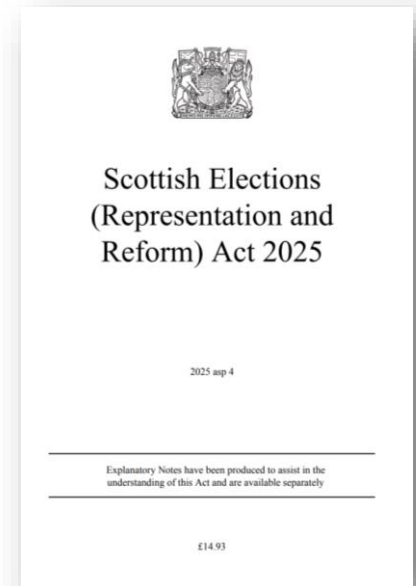 Scottish Elections
(Representation and
Reform) Act 2025
2025 asp 4
Explanatory Notes have been produced to assist in the
understanding of this Act and are available separately
£14.93